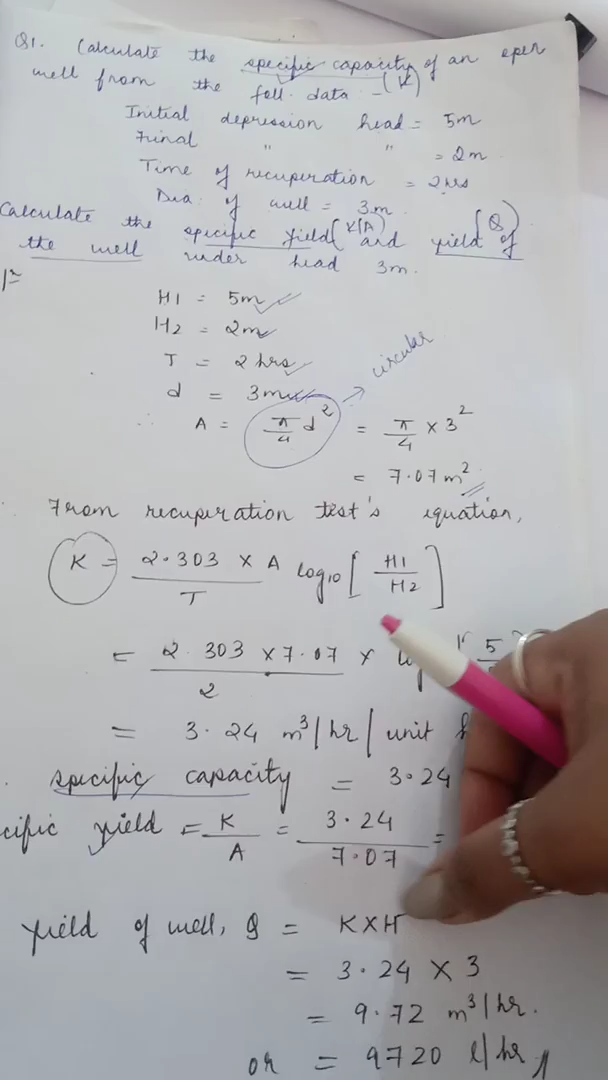 Q1. Calculate the specific capacity of an open
well from the foll. data :- (K)
Initial depression head = 5m
Final " " = 2m
Time of recuperation = 2hrs
Dia. of well = 3m.
Calculate the specific yield (K/A) and yield (Q) of
the well under head 3m.
H1 = 5m
H2 = 2m
T = 2 hrs
d = 3m
circular
∴ A = π/4 d² = π/4 × 3²
= 7.07 m²
From recuperation test's equation,
K = 2.303 × A / T log10 [H1/H2]
= 2.303 × 7.07 / 2 × [5
= 3.24 m³/hr/unit
specific capacity = 3.24
yield = K/A = 3.24/7.07 =
yield of well, Q = K×H
= 3.24 × 3
= 9.72 m³/hr.
or = 9720 l/hr